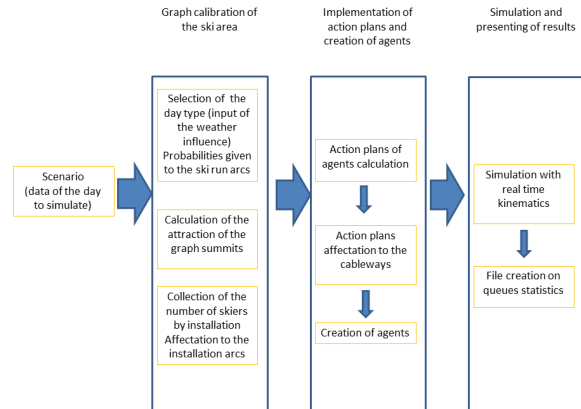 Graph calibration of
the ski area
Implementation of
action plans and
creation of agents
Simulation and
presenting of results
Scenario
(data of the day
to simulate)
Selection of the
day type (input of
the weather
influence)
Probabilities given
to the ski run arcs
Calculation of the
attraction of the
graph summits
Collection of the
number of skiers
by installation
Affectation to the
installation arcs
Action plans of
agents calculation
Action plans
affectation to the
cableways
Creation of agents
Simulation with
real time
kinematics
File creation on
queues statistics